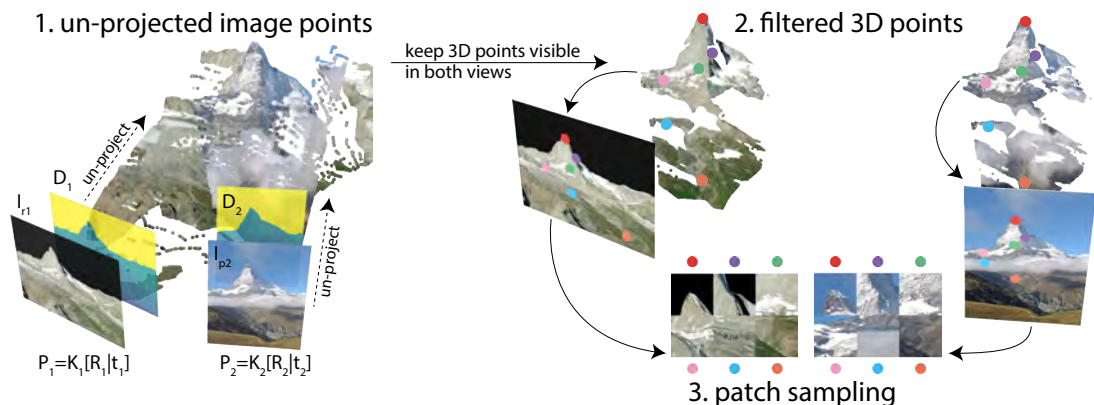 1. un-projected image points
2. filtered 3D points
keep 3D points visible
in both views
un-project
D1
Ir1
D2
Ip2
un-project
P1=K1[R1|t1]
P2=K2[R2|t2]
3. patch sampling